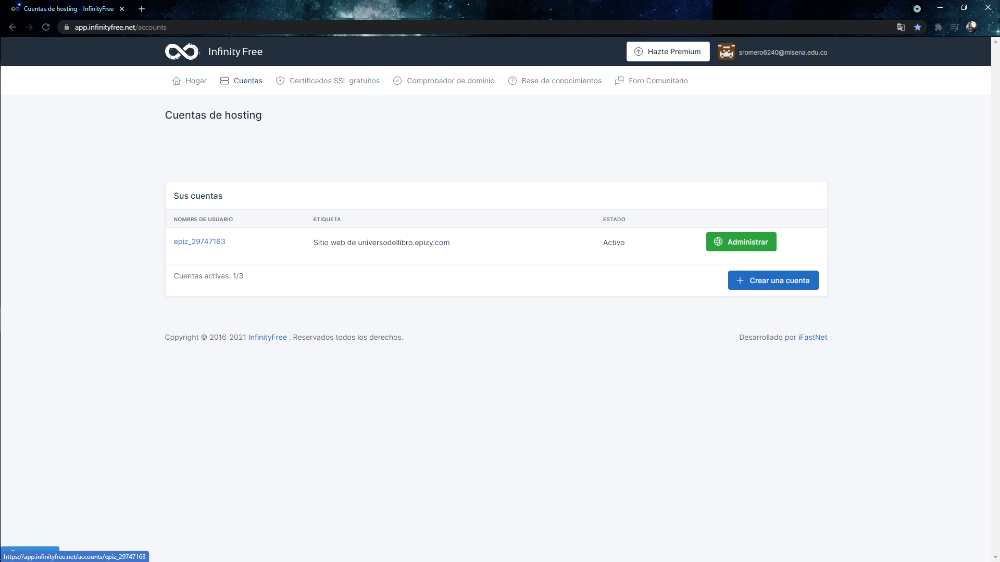 Cuentas de hosting - InfinityFree
app.infinityfree.net/accounts
Infinity Free
Hazte Premium
sromero6240@misena.edu.co
Hogar
Cuentas
Certificados SSL gratuitos
Comprobador de dominio
Base de conocimientos
Foro Comunitario
Cuentas de hosting
Sus cuentas
NOMBRE DE USUARIO ETIQUETA ESTADO
epiz_29747163 Sitio web de universodellibro.epizy.com Activo Administrar
Cuentas activas: 1/3
Crear una cuenta
Copyright © 2016-2021 InfinityFree . Reservados todos los derechos.
Desarrollado por iFastNet
https://app.infinityfree.net/accounts/epiz_29747163